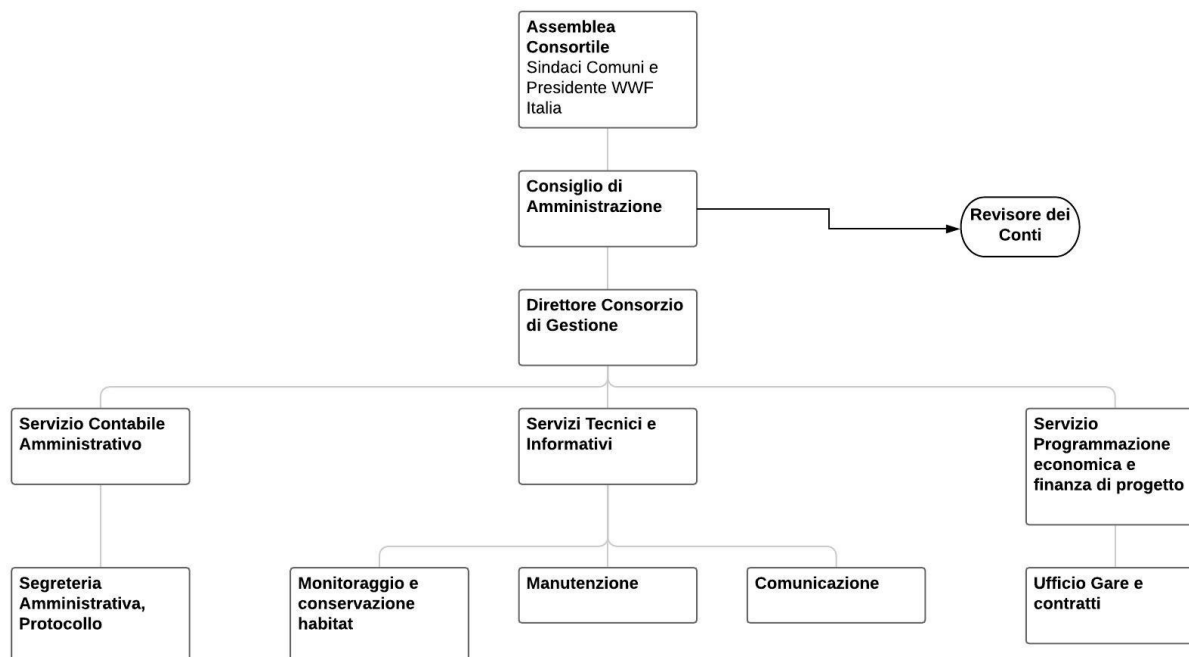 Assemblea
Consortile
Sindaci Comuni e
Presidente WWF
Italia
Consiglio di
Amministrazione
Revisore dei
Conti
Direttore Consorzio
di Gestione
Servizio Contabile
Amministrativo
Servizi Tecnici e
Informativi
Servizio
Programmazione
economica e
finanza di progetto
Segreteria
Amministrativa,
Protocollo
Monitoraggio e
conservazione
habitat
Manutenzione
Comunicazione
Ufficio Gare e
contratti